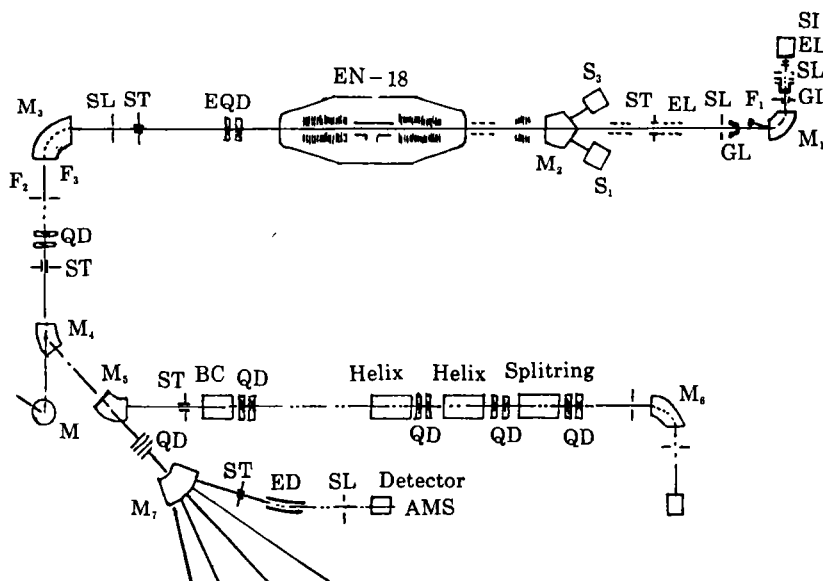 SI
EL
SL
GL
F₁
M₁
GL
SL
EL
ST
S₃
M₂
S₁
EN-18
EQD
ST
SL
M₃
F₂
F₃
QD
ST
M₄
M
M₅
ST
BC
QD
Helix
QD
Helix
QD
Splitring
QD
M₆
QD
M₇
ST
ED
SL
Detector
AMS